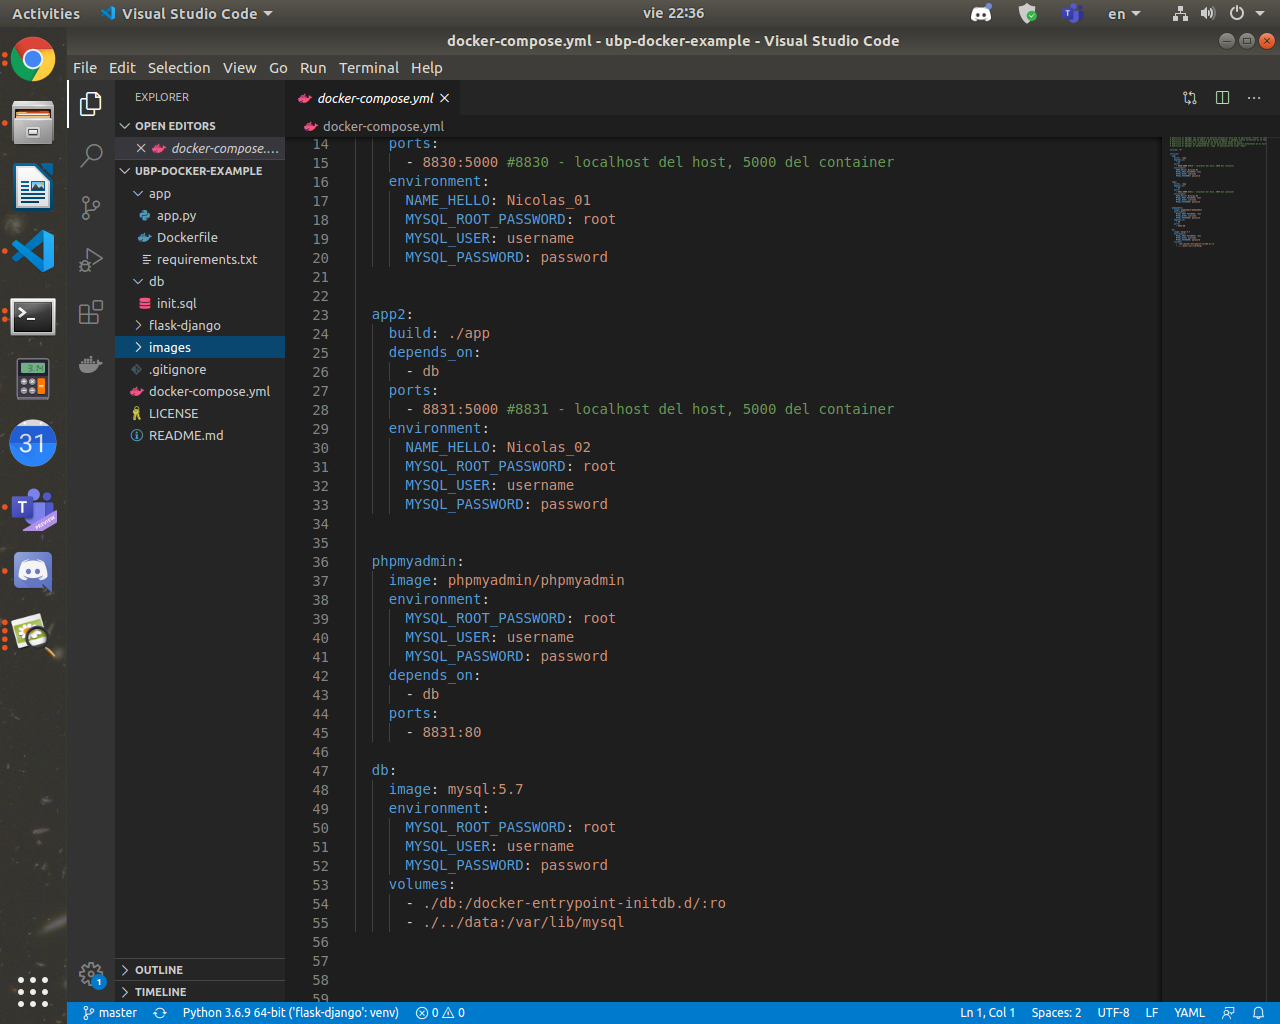 Activities
Visual Studio Code
vie 22:36
en
docker-compose.yml - ubp-docker-example - Visual Studio Code
File Edit Selection View Go Run Terminal Help
EXPLORER
OPEN EDITORS
docker-compose....
UBP-DOCKER-EXAMPLE
app
app.py
Dockerfile
requirements.txt
db
init.sql
flask-django
images
.gitignore
docker-compose.yml
LICENSE
README.md
OUTLINE
TIMELINE
docker-compose.yml
docker-compose.yml
14 ports:
15 - 8830:5000 #8830 - localhost del host, 5000 del container
16 environment:
17 NAME_HELLO: Nicolas_01
18 MYSQL_ROOT_PASSWORD: root
19 MYSQL_USER: username
20 MYSQL_PASSWORD: password
21
22
23 app2:
24 build: ./app
25 depends_on:
26 - db
27 ports:
28 - 8831:5000 #8831 - localhost del host, 5000 del container
29 environment:
30 NAME_HELLO: Nicolas_02
31 MYSQL_ROOT_PASSWORD: root
32 MYSQL_USER: username
33 MYSQL_PASSWORD: password
34
35
36 phpmyadmin:
37 image: phpmyadmin/phpmyadmin
38 environment:
39 MYSQL_ROOT_PASSWORD: root
40 MYSQL_USER: username
41 MYSQL_PASSWORD: password
42 depends_on:
43 - db
44 ports:
45 - 8831:80
46
47 db:
48 image: mysql:5.7
49 environment:
50 MYSQL_ROOT_PASSWORD: root
51 MYSQL_USER: username
52 MYSQL_PASSWORD: password
53 volumes:
54 - ./db:/docker-entrypoint-initdb.d/:ro
55 - ./../data:/var/lib/mysql
56
57
58
59
31
T
PREVIEW
1
master
Python 3.6.9 64-bit ('flask-django': venv)
0
0
Ln 1, Col 1
Spaces: 2
UTF-8
LF
YAML